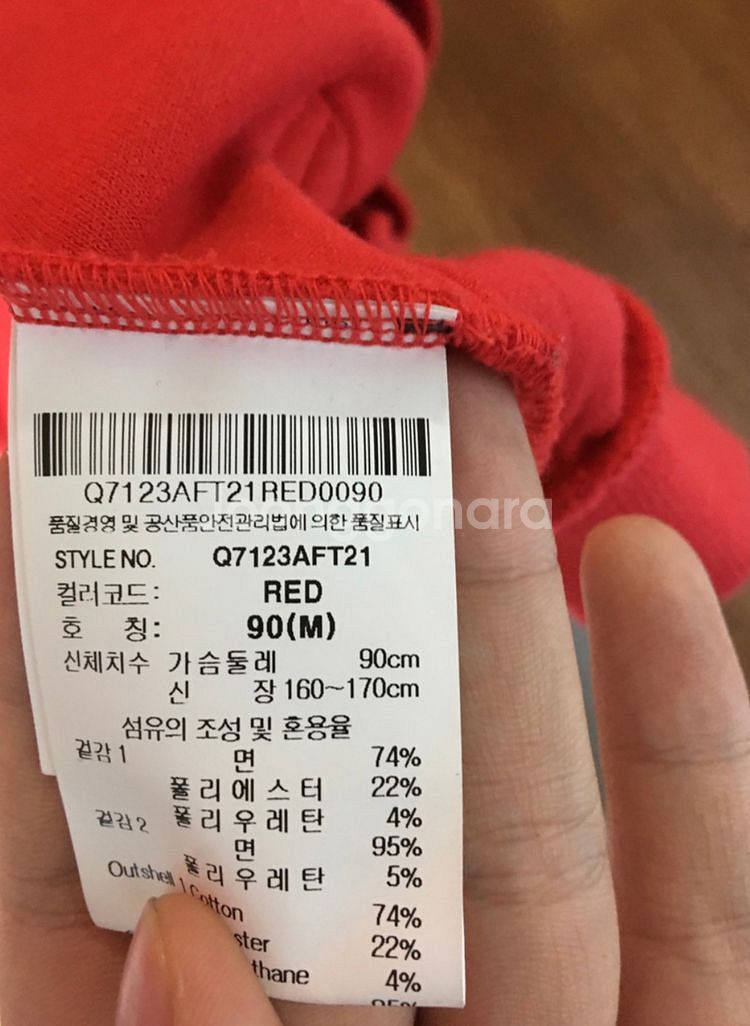 Q7123AFT21RED0090
품질경영 및 공산품안전관리법에 의한 품질표시
STYLE NO. Q7123AFT21
컬러코드: RED
호 칭: 90(M)
신체치수 가슴둘레 90cm
신 장 160~170cm
섬유의 조성 및 혼용율
겉감1 면 74%
폴리에스터 22%
폴리우레탄 4%
겉감2 면 95%
폴리우레탄 5%
Outshell 1 Cotton 74%
ster 22%
thane 4%
joonggonara